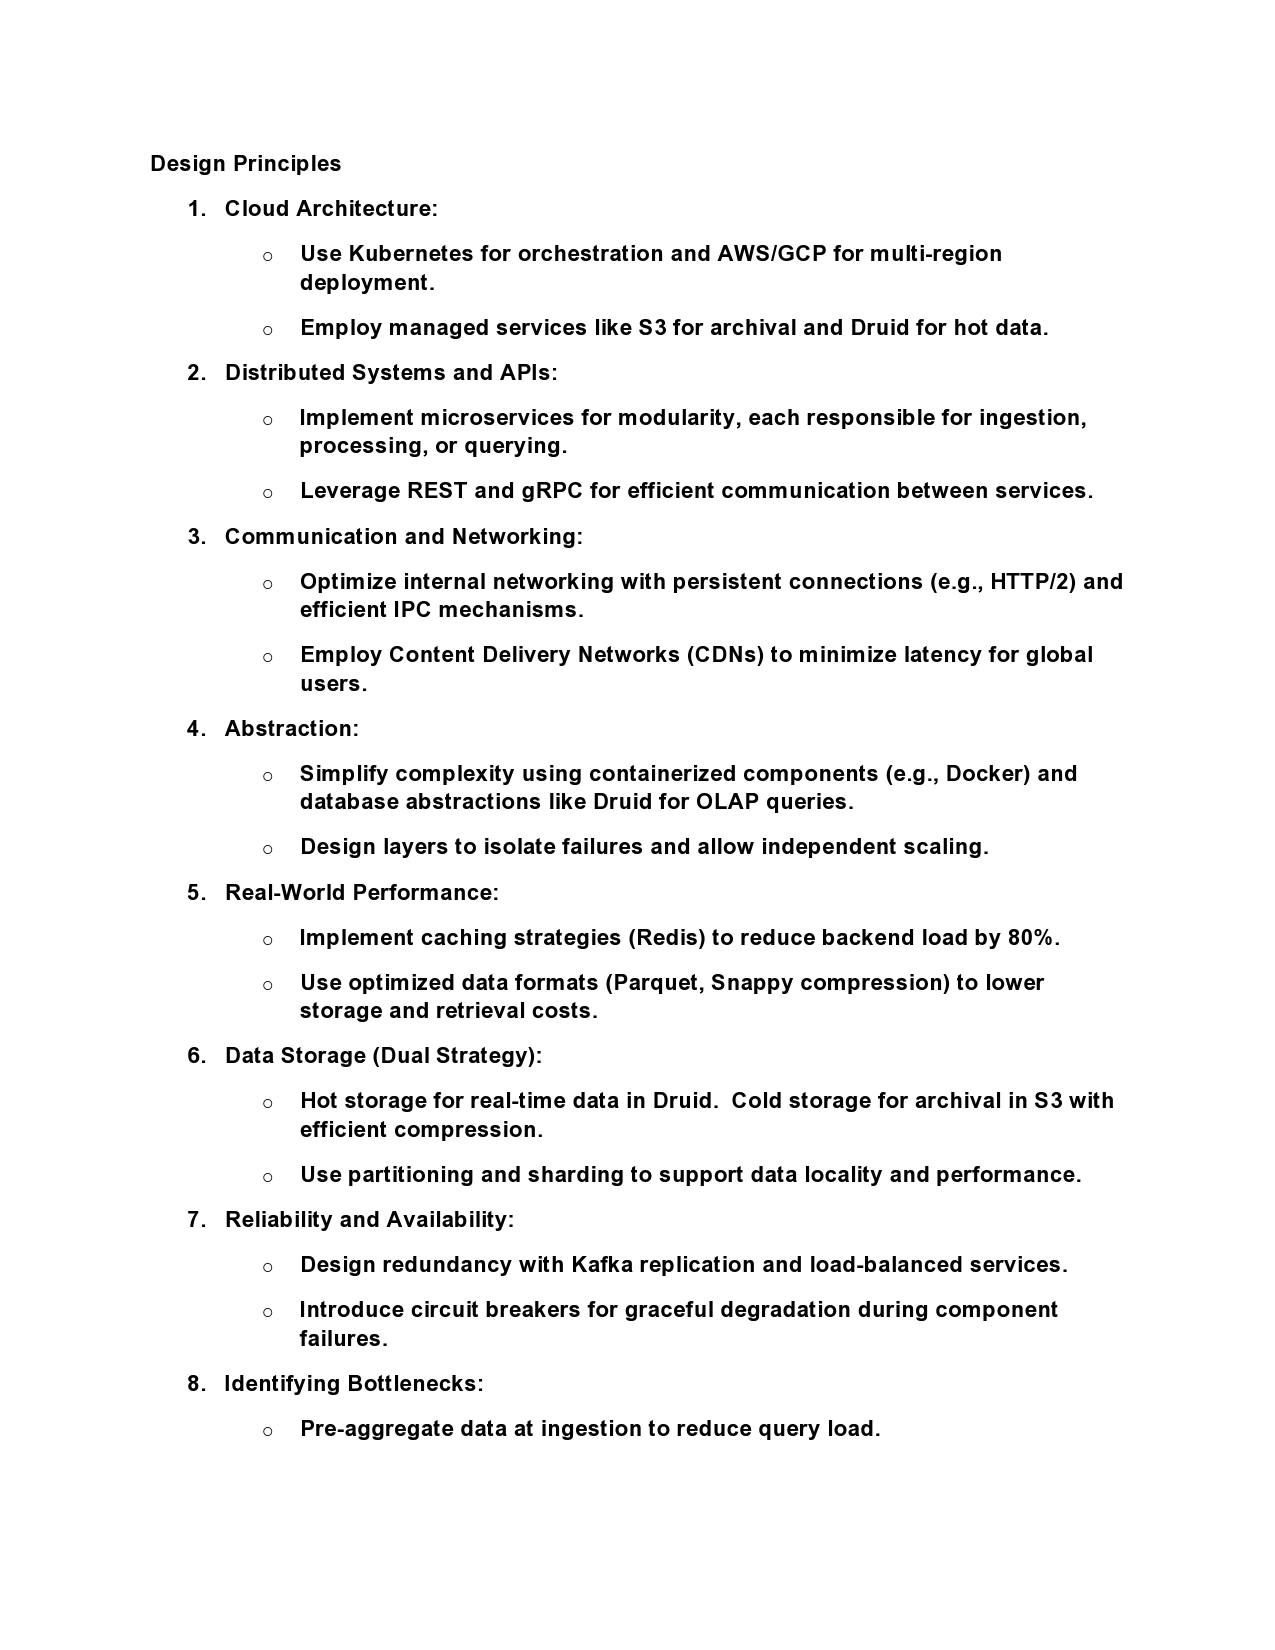 Design Principles
1. Cloud Architecture:
○ Use Kubernetes for orchestration and AWS/GCP for multi-region
deployment.
○ Employ managed services like S3 for archival and Druid for hot data.
2. Distributed Systems and APIs:
○ Implement microservices for modularity, each responsible for ingestion,
processing, or querying.
○ Leverage REST and gRPC for efficient communication between services.
3. Communication and Networking:
○ Optimize internal networking with persistent connections (e.g., HTTP/2) and
efficient IPC mechanisms.
○ Employ Content Delivery Networks (CDNs) to minimize latency for global
users.
4. Abstraction:
○ Simplify complexity using containerized components (e.g., Docker) and
database abstractions like Druid for OLAP queries.
○ Design layers to isolate failures and allow independent scaling.
5. Real-World Performance:
○ Implement caching strategies (Redis) to reduce backend load by 80%.
○ Use optimized data formats (Parquet, Snappy compression) to lower
storage and retrieval costs.
6. Data Storage (Dual Strategy):
○ Hot storage for real-time data in Druid.  Cold storage for archival in S3 with
efficient compression.
○ Use partitioning and sharding to support data locality and performance.
7. Reliability and Availability:
○ Design redundancy with Kafka replication and load-balanced services.
○ Introduce circuit breakers for graceful degradation during component
failures.
8. Identifying Bottlenecks:
○ Pre-aggregate data at ingestion to reduce query load.